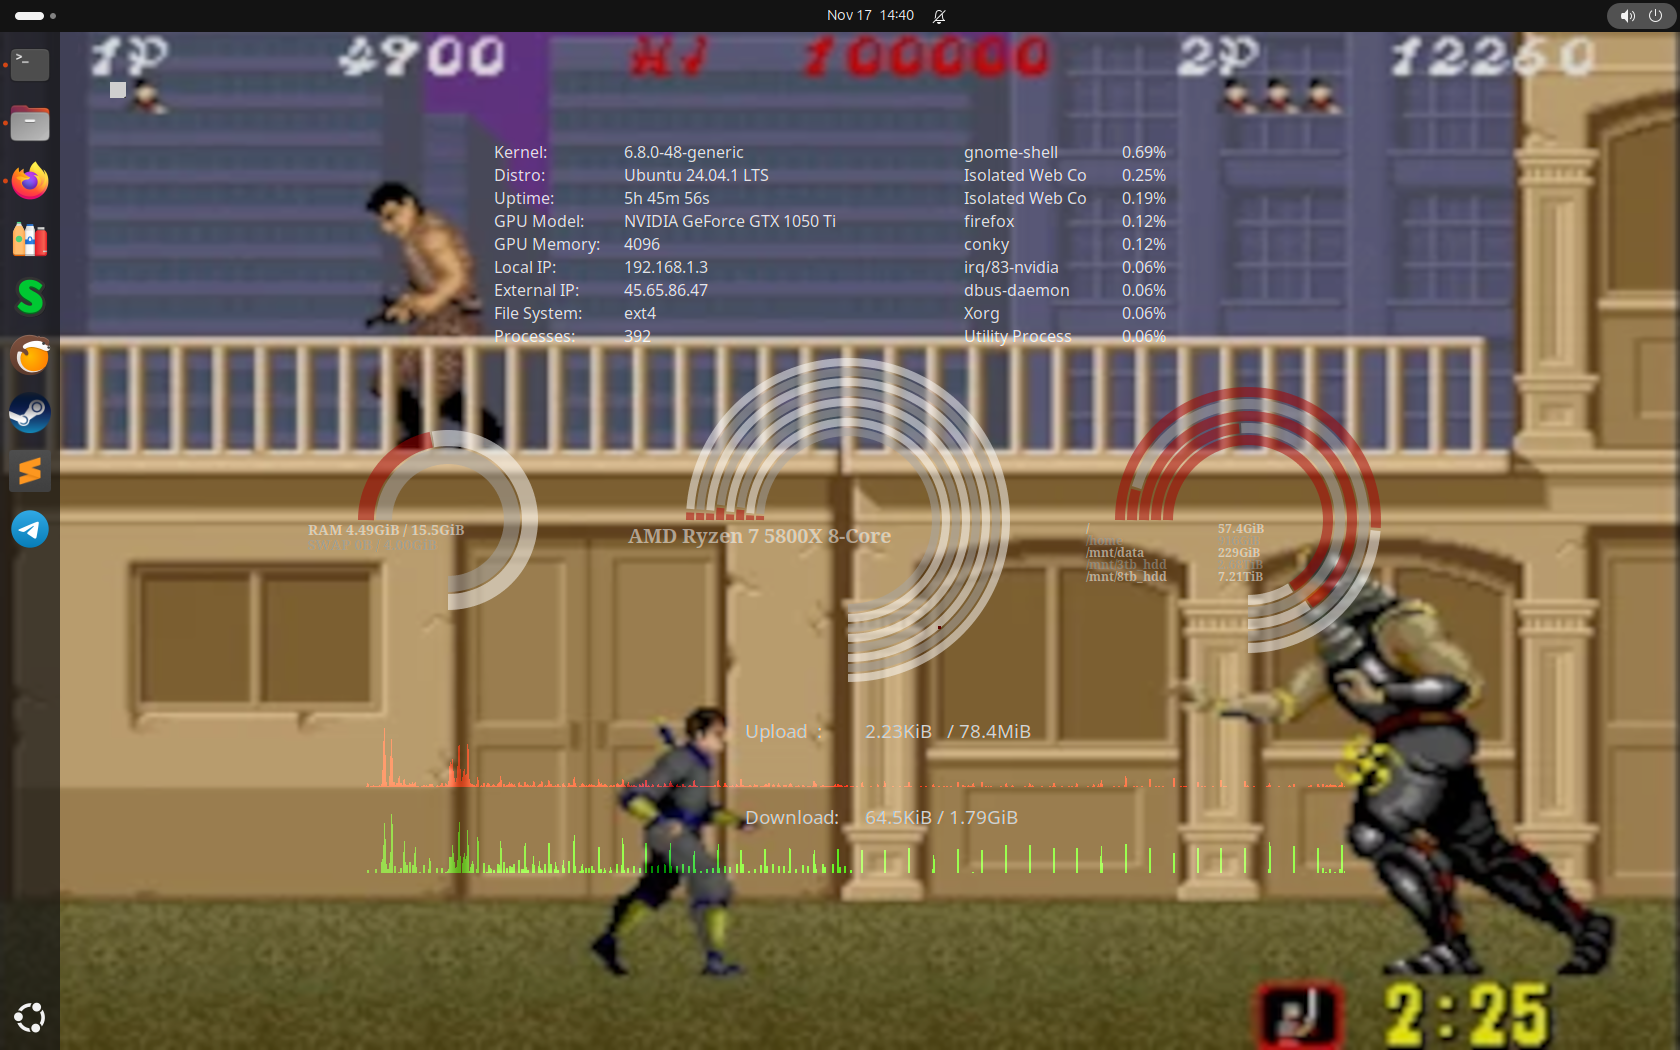 Nov 17 14:40
1P 4900 HI 100000 2P 12260
Kernel: 6.8.0-48-generic gnome-shell 0.69%
Distro: Ubuntu 24.04.1 LTS Isolated Web Co 0.25%
Uptime: 5h 45m 56s Isolated Web Co 0.19%
GPU Model: NVIDIA GeForce GTX 1050 Ti firefox 0.12%
GPU Memory: 4096 conky 0.12%
Local IP: 192.168.1.3 irq/83-nvidia 0.06%
External IP: 45.65.86.47 dbus-daemon 0.06%
File System: ext4 Xorg 0.06%
Processes: 392 Utility Process 0.06%
RAM 4.49GiB / 15.5GiB
AMD Ryzen 7 5800X 8-Core
/ 57.4GiB
/home
/mnt/data 229GiB
/mnt/3tb_hdd
/mnt/8tb_hdd 7.21TiB
Upload : 2.23KiB / 78.4MiB
Download: 64.5KiB / 1.79GiB
2:25